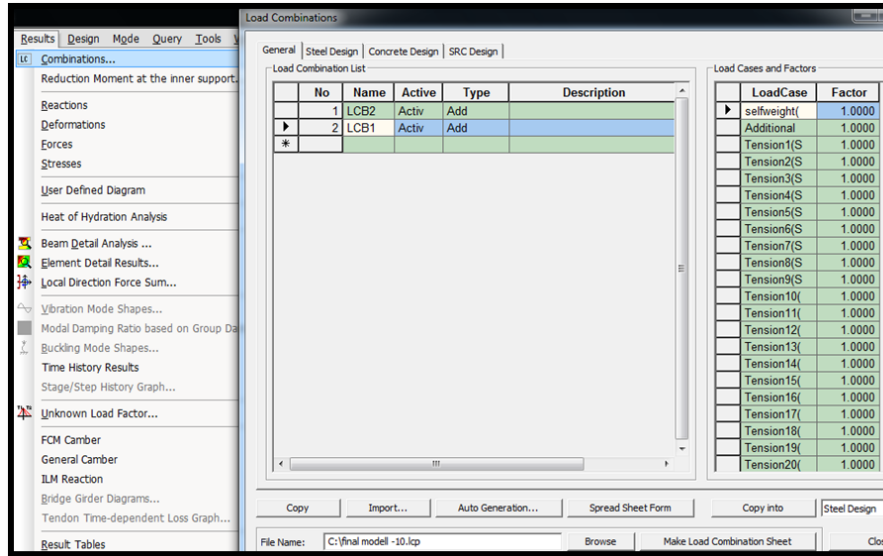 Load Combinations
Results Design Mode Query Tools
LC Combinations...
Reduction Moment at the inner support.
Reactions
Deformations
Forces
Stresses
User Defined Diagram
Heat of Hydration Analysis
Beam Detail Analysis ...
Element Detail Results...
Local Direction Force Sum...
Vibration Mode Shapes...
Modal Damping Ratio based on Group Da
Buckling Mode Shapes...
Time History Results
Stage/Step History Graph...
Unknown Load Factor...
FCM Camber
General Camber
ILM Reaction
Bridge Girder Diagrams...
Tendon Time-dependent Loss Graph...
Result Tables
General Steel Design Concrete Design SRC Design
Load Combination List
No Name Active Type Description
1 LCB2 Activ Add
2 LCB1 Activ Add
*
Load Cases and Factors
LoadCase Factor
selfweight( 1.0000
Additional 1.0000
Tension1(S 1.0000
Tension2(S 1.0000
Tension3(S 1.0000
Tension4(S 1.0000
Tension5(S 1.0000
Tension6(S 1.0000
Tension7(S 1.0000
Tension8(S 1.0000
Tension9(S 1.0000
Tension10( 1.0000
Tension11( 1.0000
Tension12( 1.0000
Tension13( 1.0000
Tension14( 1.0000
Tension15( 1.0000
Tension16( 1.0000
Tension17( 1.0000
Tension18( 1.0000
Tension19( 1.0000
Tension20( 1.0000
Copy Import... Auto Generation... Spread Sheet Form Copy into Steel Design
File Name: C:\final modell -10.lcp Browse Make Load Combination Sheet Clo